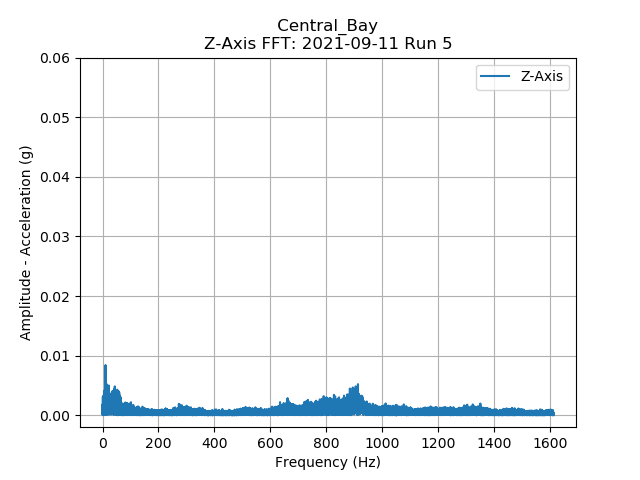 Central_Bay
Z-Axis FFT: 2021-09-11 Run 5
Z-Axis
0.06
0.05
0.04
0.03
0.02
0.01
0.00
Amplitude - Acceleration (g)
0 200 400 600 800 1000 1200 1400 1600
Frequency (Hz)